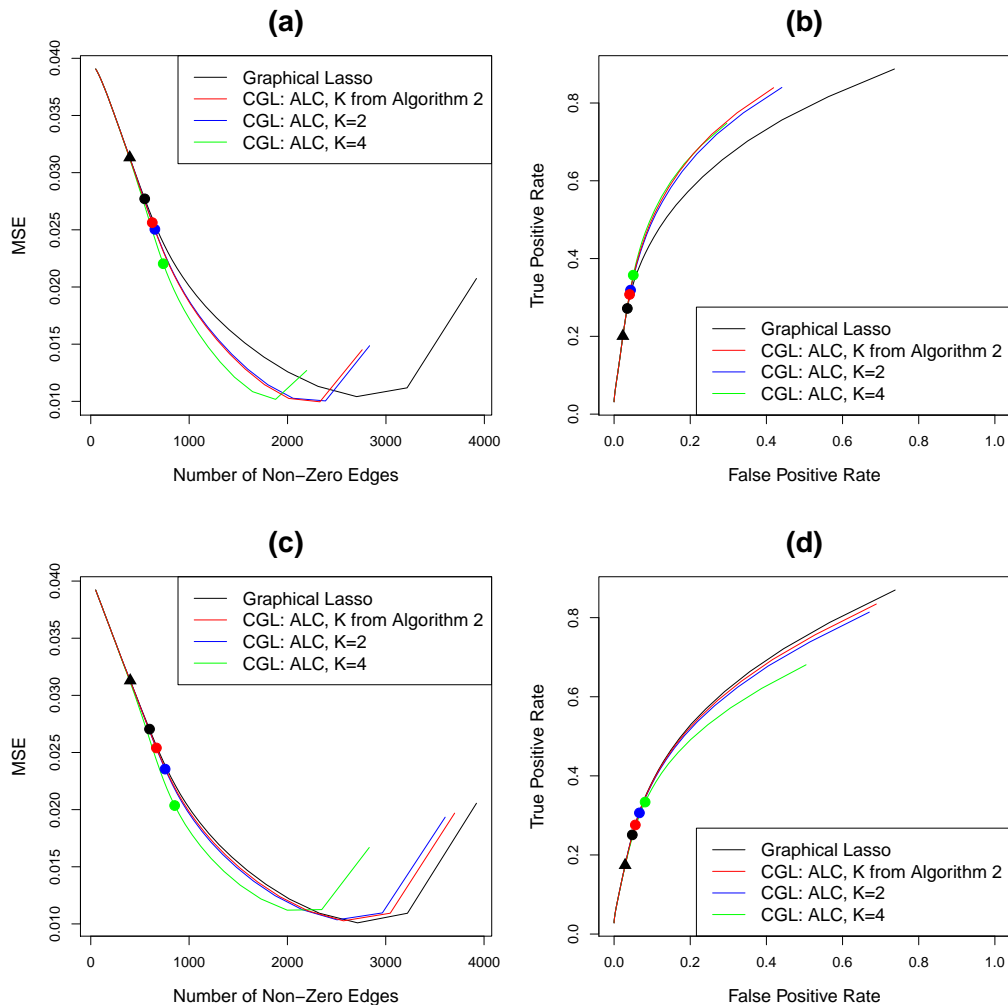 (a)
MSE
0.010
0.015
0.020
0.025
0.030
0.035
0.040
0
1000
2000
3000
4000
Number of Non−Zero Edges
Graphical Lasso
CGL: ALC, K from Algorithm 2
CGL: ALC, K=2
CGL: ALC, K=4
(b)
True Positive Rate
0.0
0.2
0.4
0.6
0.8
0.0
0.2
0.4
0.6
0.8
1.0
False Positive Rate
Graphical Lasso
CGL: ALC, K from Algorithm 2
CGL: ALC, K=2
CGL: ALC, K=4
(c)
MSE
0.010
0.015
0.020
0.025
0.030
0.035
0.040
0
1000
2000
3000
4000
Number of Non−Zero Edges
Graphical Lasso
CGL: ALC, K from Algorithm 2
CGL: ALC, K=2
CGL: ALC, K=4
(d)
True Positive Rate
0.0
0.2
0.4
0.6
0.8
0.0
0.2
0.4
0.6
0.8
1.0
False Positive Rate
Graphical Lasso
CGL: ALC, K from Algorithm 2
CGL: ALC, K=2
CGL: ALC, K=4